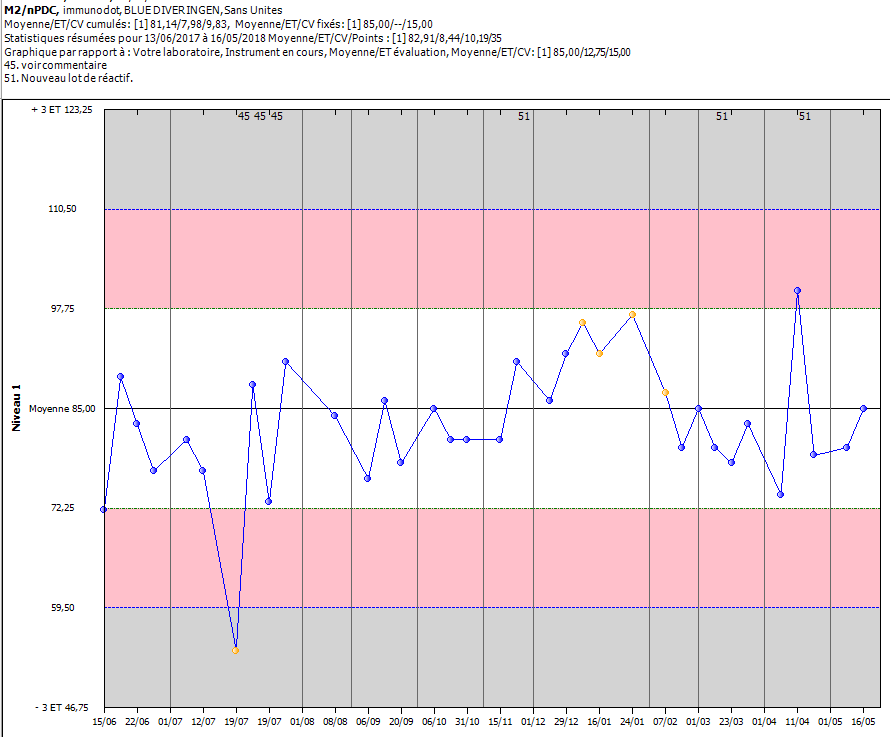 M2/nPDC, immunodot, BLUE DIVER INGEN, Sans Unites
Moyenne/ET/CV cumulés: [1] 81,14/7,98/9,83, Moyenne/ET/CV fixés: [1] 85,00/--/15,00
Statistiques résumées pour 13/06/2017 à 16/05/2018 Moyenne/ET/CV/Points : [1] 82,91/8,44/10,19/35
Graphique par rapport à : Votre laboratoire, Instrument en cours, Moyenne/ET évaluation, Moyenne/ET/CV: [1] 85,00/12,75/15,00
45. voir commentaire
51. Nouveau lot de réactif.
+ 3 ET 123,25
45 45 45 51 51 51
110,50
97,75
Niveau 1
Moyenne 85,00
72,25
59,50
- 3 ET 46,75
15/06 22/06 01/07 12/07 19/07 19/07 01/08 08/08 06/09 20/09 06/10 31/10 15/11 01/12 29/12 16/01 24/01 07/02 01/03 23/03 01/04 11/04 01/05 16/05